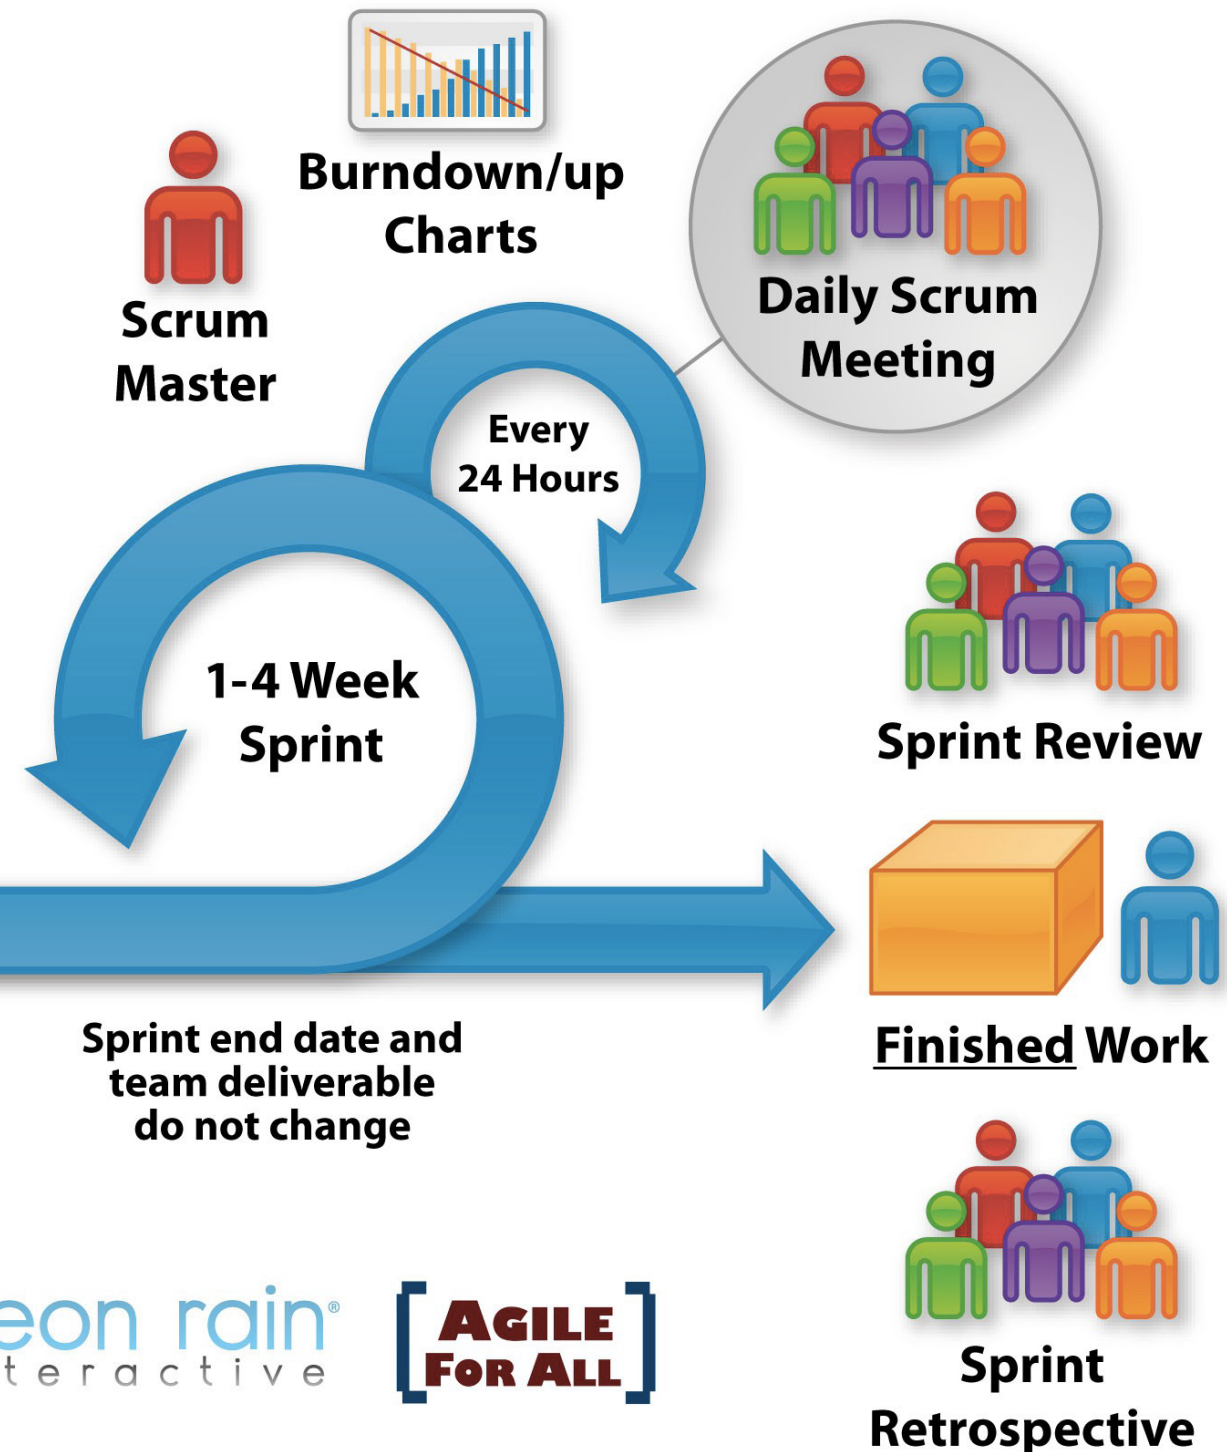 Burndown/up
Charts
Scrum
Master
Daily Scrum
Meeting
Every
24 Hours
1-4 Week
Sprint
Sprint Review
Finished Work
Sprint end date and
team deliverable
do not change
Sprint
Retrospective
eon rain®
teractive
AGILE
FOR ALL